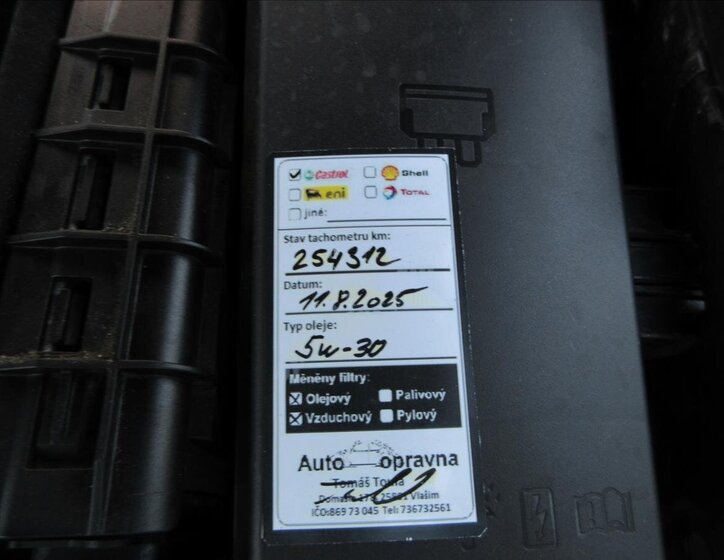 Castrol Shell
eni TOTAL
jiné:
Stav tachometru km:
254312
Datum:
11.8.2025
Typ oleje:
5w-30
Měněny filtry:
Olejový Palivový
Vzduchový Pylový
Auto opravna
Tomáš
Vlašim
IČO:869 73 045 Tel: 736732561